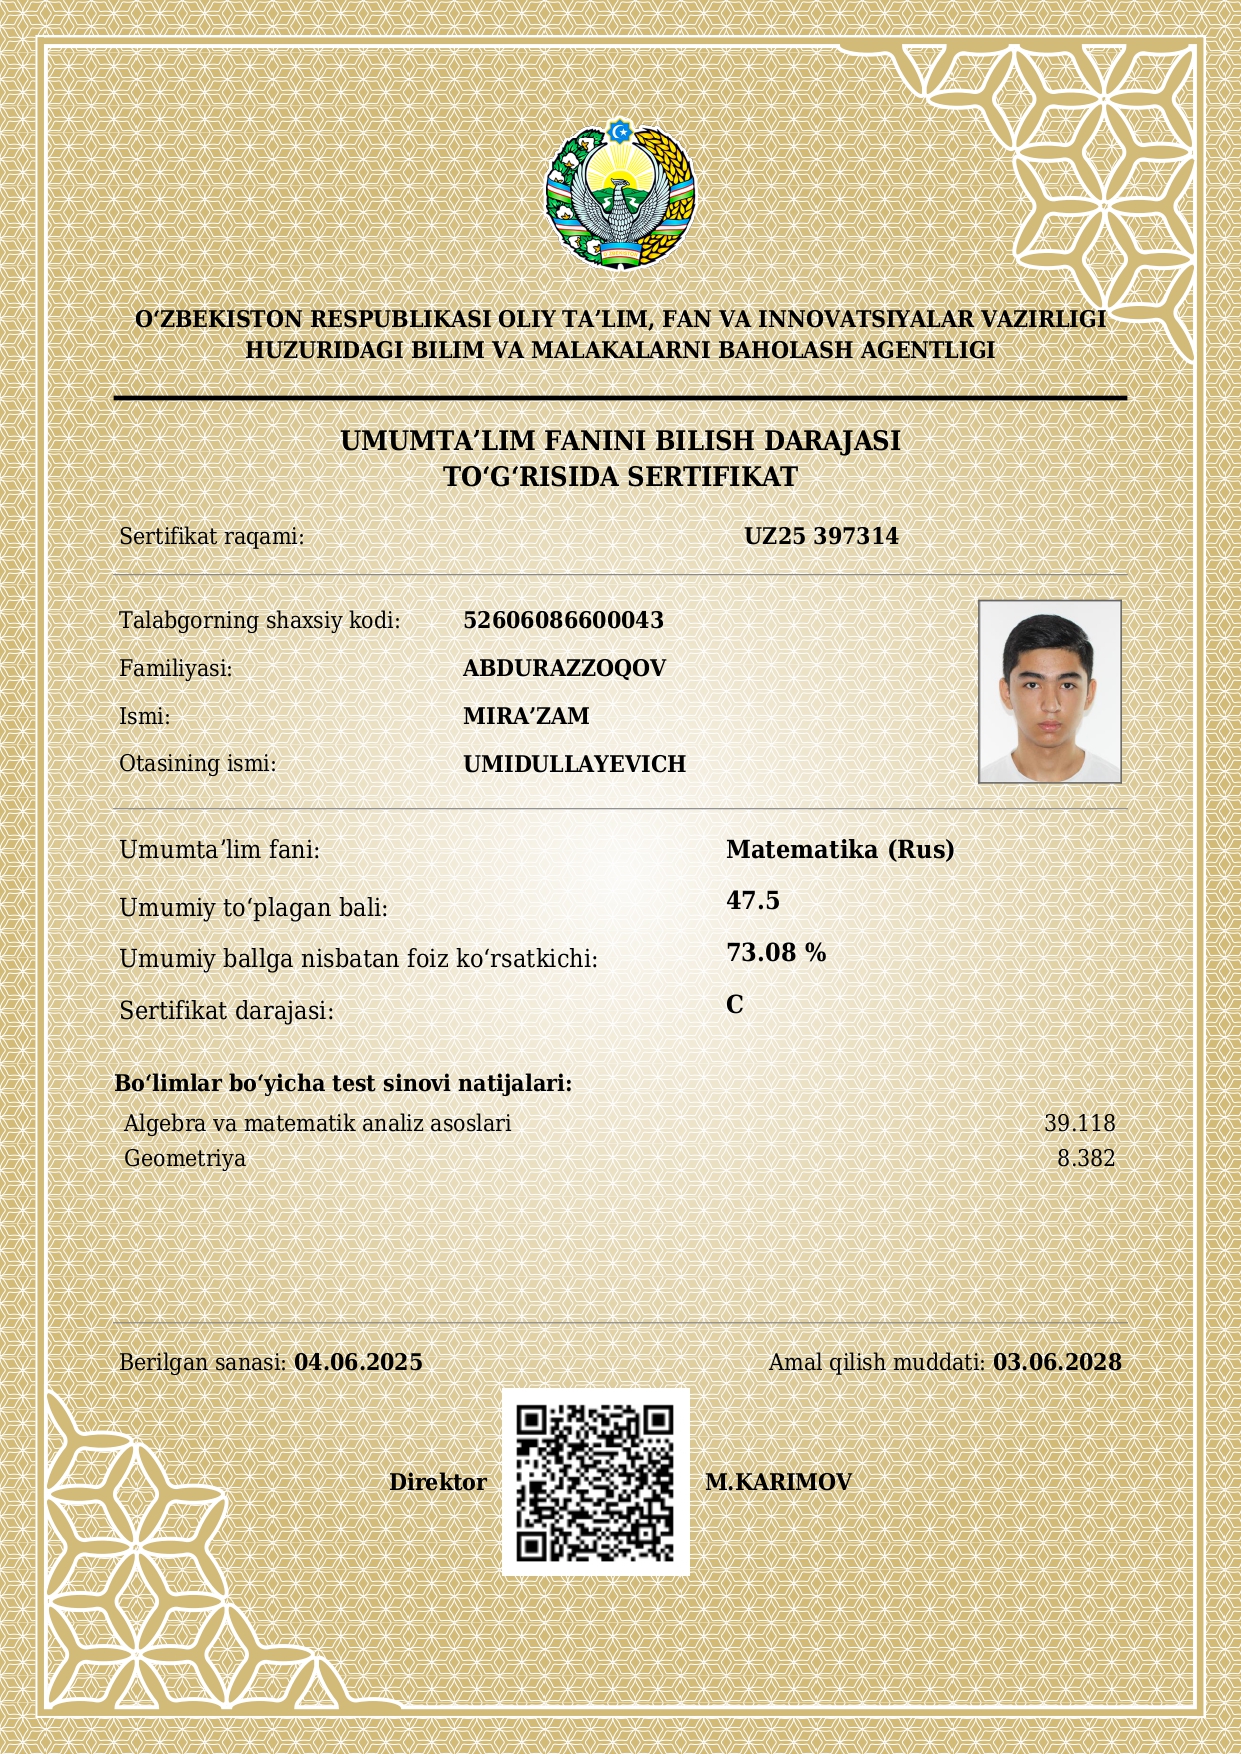 O‘ZBEKISTON RESPUBLIKASI OLIY TA’LIM, FAN VA INNOVATSIYALAR VAZIRLIGI
HUZURIDAGI BILIM VA MALAKALARNI BAHOLASH AGENTLIGI
UMUMTA’LIM FANINI BILISH DARAJASI
TO‘G‘RISIDA SERTIFIKAT
Sertifikat raqami: UZ25 397314
Talabgorning shaxsiy kodi: 52606086600043
Familiyasi: ABDURAZZOQOV
Ismi: MIRA’ZAM
Otasining ismi: UMIDULLAYEVICH
Umumta’lim fani: Matematika (Rus)
Umumiy to‘plagan bali: 47.5
Umumiy ballga nisbatan foiz ko‘rsatkichi: 73.08 %
Sertifikat darajasi: C
Bo‘limlar bo‘yicha test sinovi natijalari:
Algebra va matematik analiz asoslari 39.118
Geometriya 8.382
Berilgan sanasi: 04.06.2025 Amal qilish muddati: 03.06.2028
Direktor M.KARIMOV